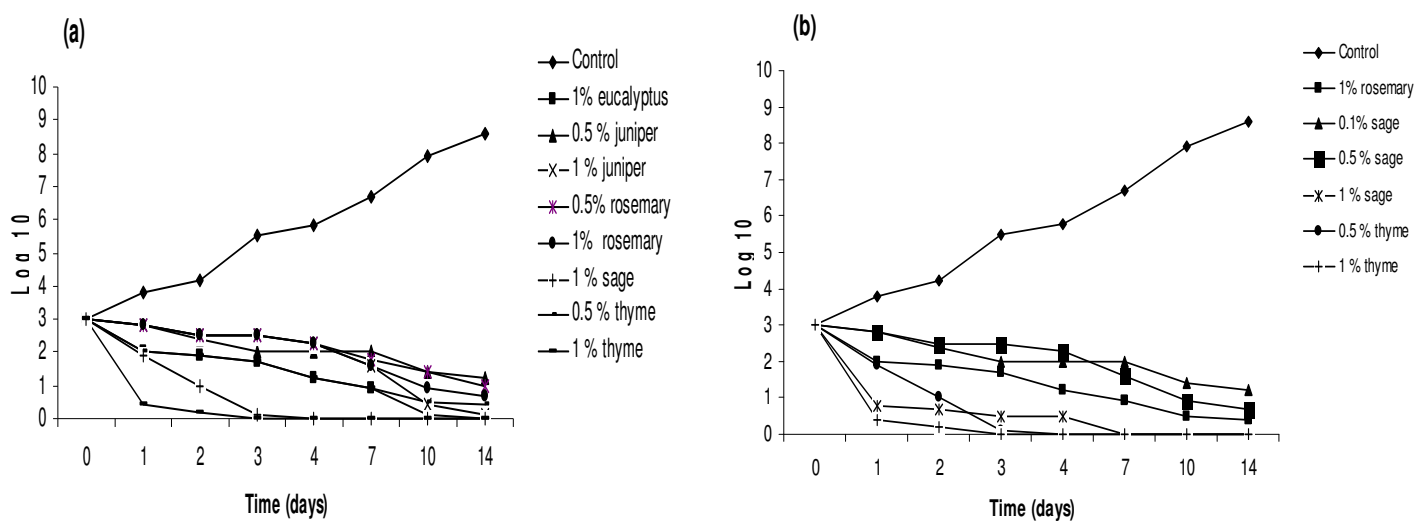 (a)
Control
1% eucalyptus
0.5 % juniper
1 % juniper
0.5% rosemary
1% rosemary
1 % sage
0.5 % thyme
1 % thyme
10
9
8
7
6
5
4
3
2
1
0
Log 10
0 1 2 3 4 7 10 14
Time (days)
(b)
Control
1% rosemary
0.1% sage
0.5 % sage
1 % sage
0.5 % thyme
1 % thyme
10
9
8
7
6
5
4
3
2
1
0
Log 10
0 1 2 3 4 7 10 14
Time (days)